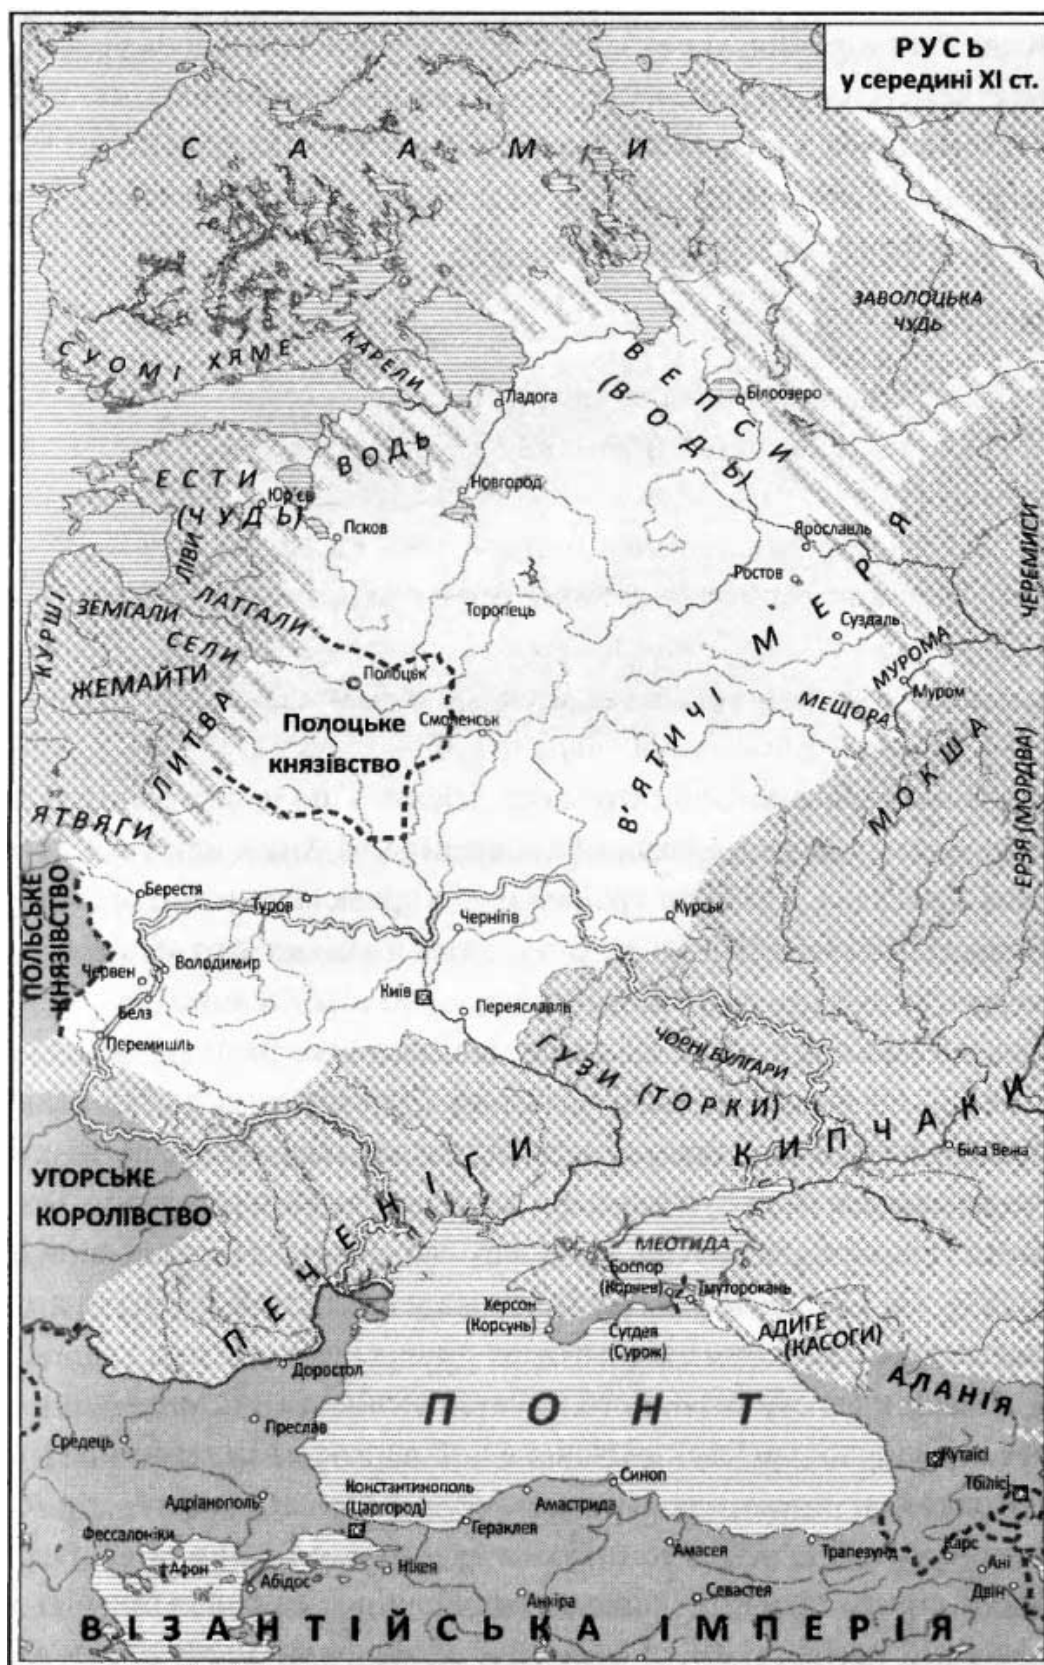 РУСЬ
у середині XI ст.
СААМИ
ЗАВОЛОЦЬКА
ЧУДЬ
СУОМІ
ХЯМЕ
КАРЕЛИ
ВЕПСИ
(ВОДЬ)
Білоозеро
Ладога
ВОДЬ
ЕСТИ
(ЧУДЬ)
Юр'єв
Новгород
Псков
Ярославль
Ростов
МЕРЯ
ЧЕРЕМИСИ
ЛІВИ
ЛАТГАЛИ
КУРШІ
ЗЕМГАЛИ
СЕЛИ
ЖЕМАЙТИ
Торопець
Суздаль
МУРОМА
Муром
МЕЩОРА
Полоцьк
Полоцьке
князівство
Смоленськ
ЛИТВА
В'ЯТИЧІ
МОКША
ЕРЗЯ (МОРДВА)
ЯТВЯГИ
ПОЛЬСЬКЕ
КНЯЗІВСТВО
Берестя
Туров
Чернігів
Курськ
Червен
Володимир
Белз
Київ
Переяславль
Перемишль
ГУЗИ (ТОРКИ)
ЧОРНІ БУЛГАРИ
КИПЧАКИ
Біла Вежа
УГОРСЬКЕ
КОРОЛІВСТВО
ПЕЧЕНІГИ
МЕОТИДА
Боспор
(Корчев)
Тмуторокань
Херсон
(Корсунь)
Сугдея
(Сурож)
АДИГЕ
(КАСОГИ)
АЛАНІЯ
Доростол
ПОНТ
Преслав
Средець
Кутаїсі
Тбілісі
Константинополь
(Царгород)
Синоп
Адріанополь
Амастрида
Гераклея
Фессалоніки
Афон
Абідос
Нікея
Амасея
Трапезунд
Карс
Ані
Двін
Анкіра
Севастея
ВІЗАНТІЙСЬКА ІМПЕРІЯ